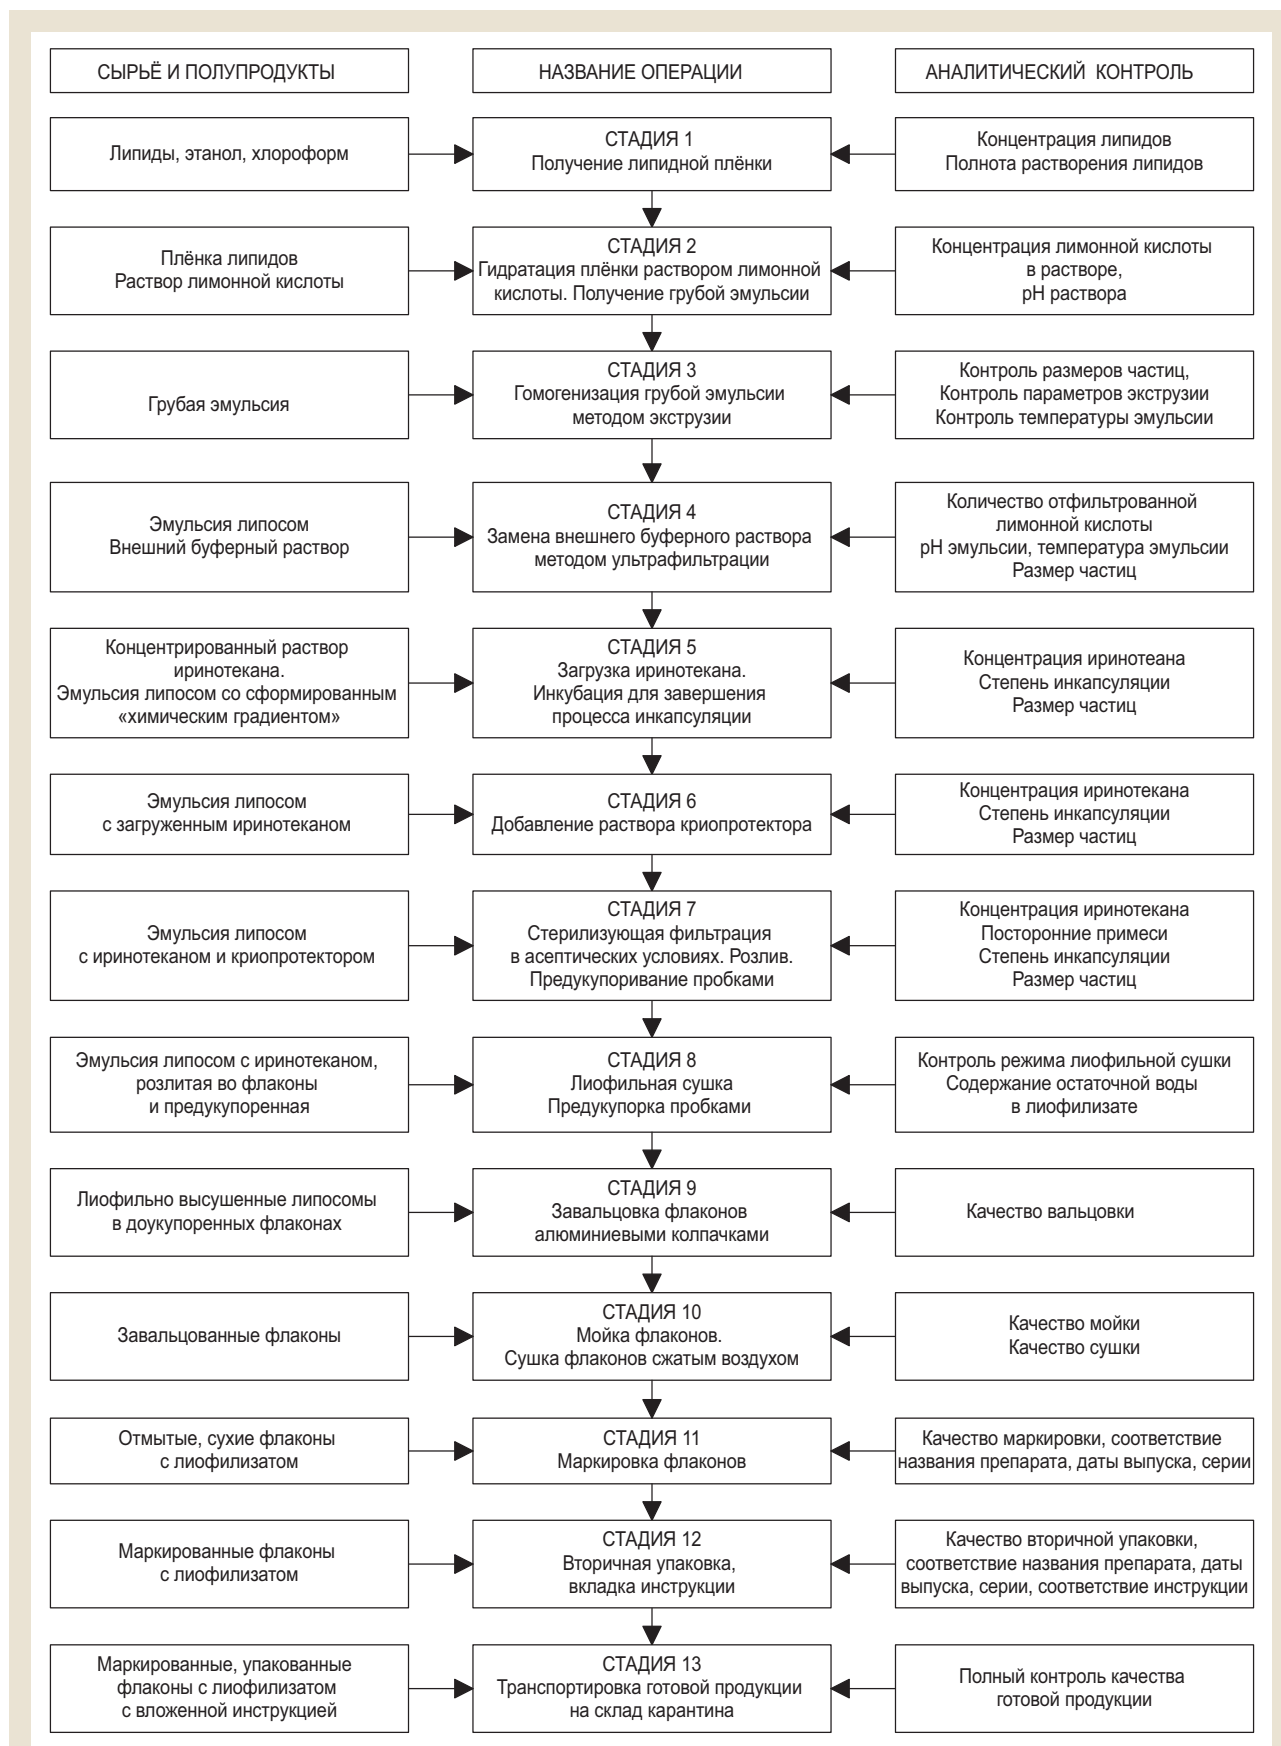 СЫРЬЁ И ПОЛУПРОДУКТЫ
НАЗВАНИЕ ОПЕРАЦИИ
АНАЛИТИЧЕСКИЙ КОНТРОЛЬ
Липиды, этанол, хлороформ
СТАДИЯ 1
Получение липидной плёнки
Концентрация липидов
Полнота растворения липидов
Плёнка липидов
Раствор лимонной кислоты
СТАДИЯ 2
Гидратация плёнки раствором лимонной
кислоты. Получение грубой эмульсии
Концентрация лимонной кислоты
в растворе,
pH раствора
Грубая эмульсия
СТАДИЯ 3
Гомогенизация грубой эмульсии
методом экструзии
Контроль размеров частиц,
Контроль параметров экструзии
Контроль температуры эмульсии
Эмульсия липосом
Внешний буферный раствор
СТАДИЯ 4
Замена внешнего буферного раствора
методом ультрафильтрации
Количество отфильтрованной
лимонной кислоты
pH эмульсии, температура эмульсии
Размер частиц
Концентрированный раствор
иринотекана.
Эмульсия липосом со сформированным
«химическим градиентом»
СТАДИЯ 5
Загрузка иринотекана.
Инкубация для завершения
процесса инкапсуляции
Концентрация иринотеана
Степень инкапсуляции
Размер частиц
Эмульсия липосом
с загруженным иринотеканом
СТАДИЯ 6
Добавление раствора криопротектора
Концентрация иринотекана
Степень инкапсуляции
Размер частиц
Эмульсия липосом
с иринотеканом и криопротектором
СТАДИЯ 7
Стерилизующая фильтрация
в асептических условиях. Розлив.
Предукупоривание пробками
Концентрация иринотекана
Посторонние примеси
Степень инкапсуляции
Размер частиц
Эмульсия липосом с иринотеканом,
розлитая во флаконы
и предукупоренная
СТАДИЯ 8
Лиофильная сушка
Предукупорка пробками
Контроль режима лиофильной сушки
Содержание остаточной воды
в лиофилизате
Лиофильно высушенные липосомы
в доукупоренных флаконах
СТАДИЯ 9
Завальцовка флаконов
алюминиевыми колпачками
Качество вальцовки
Завальцованные флаконы
СТАДИЯ 10
Мойка флаконов.
Сушка флаконов сжатым воздухом
Качество мойки
Качество сушки
Отмытые, сухие флаконы
с лиофилизатом
СТАДИЯ 11
Маркировка флаконов
Качество маркировки, соответствие
названия препарата, даты выпуска, серии
Маркированные флаконы
с лиофилизатом
СТАДИЯ 12
Вторичная упаковка,
вкладка инструкции
Качество вторичной упаковки,
соответствие названия препарата, даты
выпуска, серии, соответствие инструкции
Маркированные, упакованные
флаконы с лиофилизатом
с вложенной инструкцией
СТАДИЯ 13
Транспортировка готовой продукции
на склад карантина
Полный контроль качества
готовой продукции